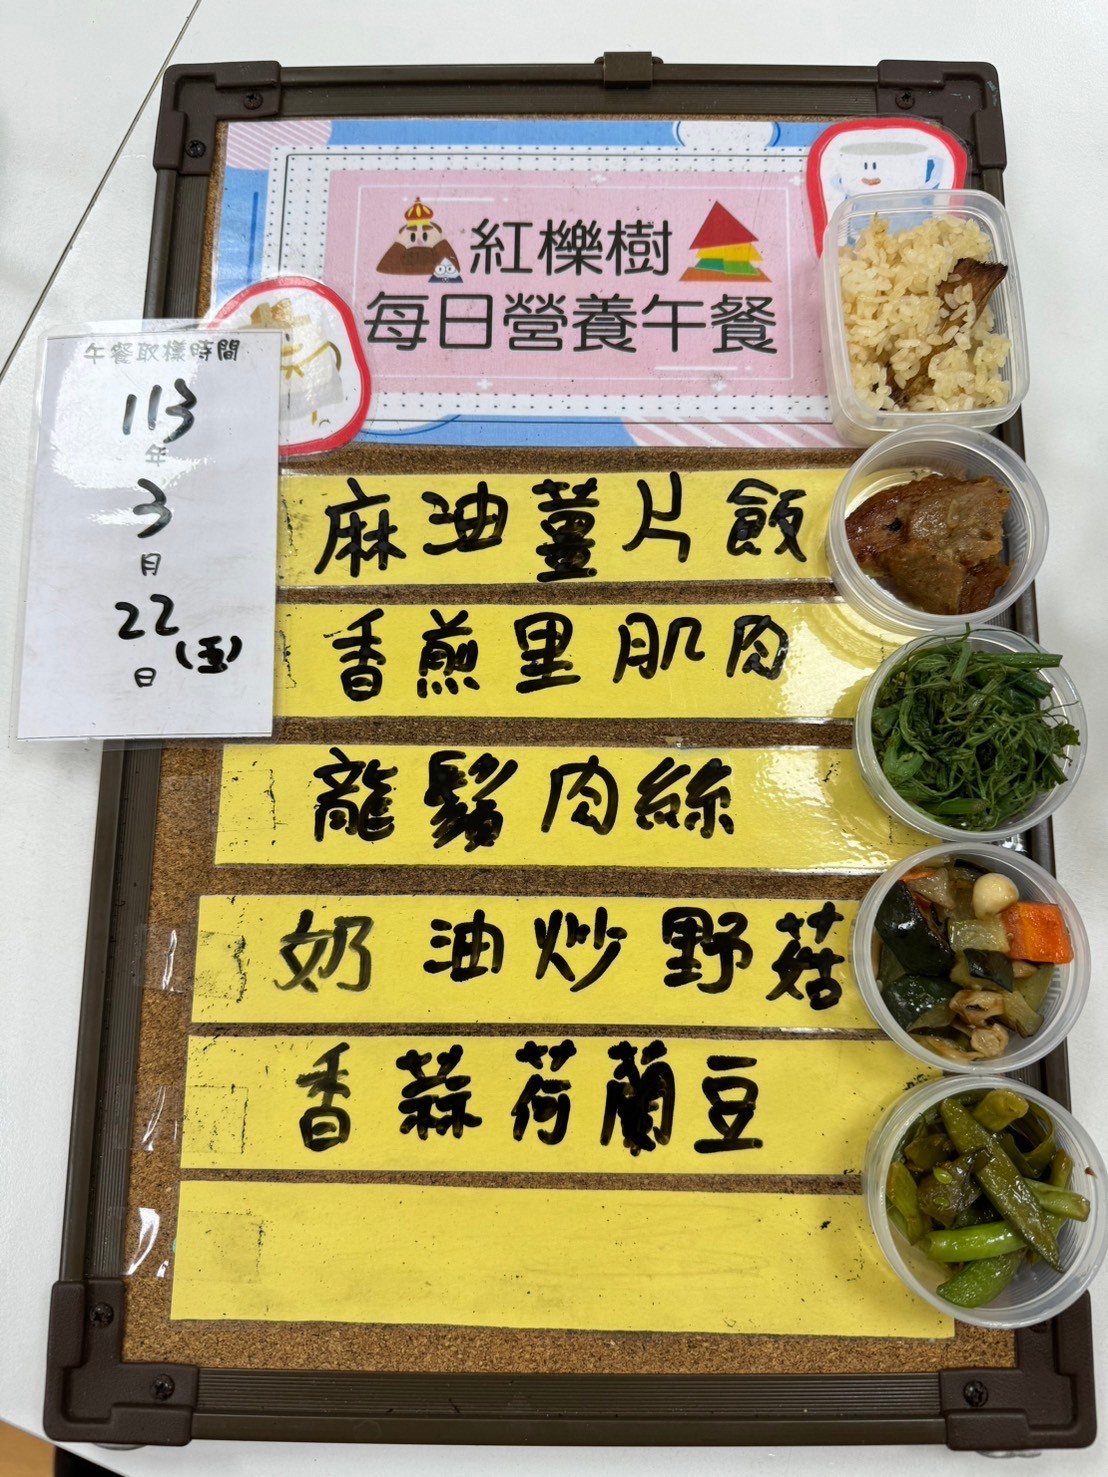 紅櫟樹
每日營養午餐
午餐取樣時間
113
年
3
月
22
(五)
日
麻油薑片飯
香煎里肌肉
龍鬚肉絲
奶油炒野菇
香蒜荷蘭豆